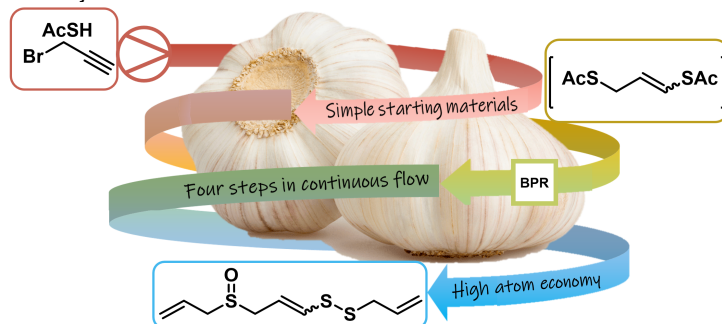 AcSH
Br
AcS
SAc
Simple starting materials
Four steps in continuous flow
BPR
O
S
S
S
High atom economy